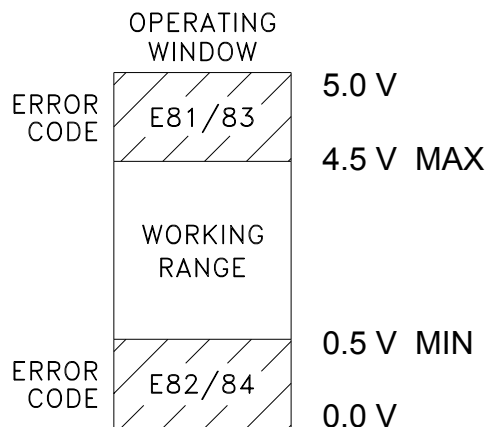 OPERATING
WINDOW
5.0 V
ERROR
CODE
E81/83
4.5 V MAX
WORKING
RANGE
0.5 V MIN
ERROR
CODE
E82/84
0.0 V